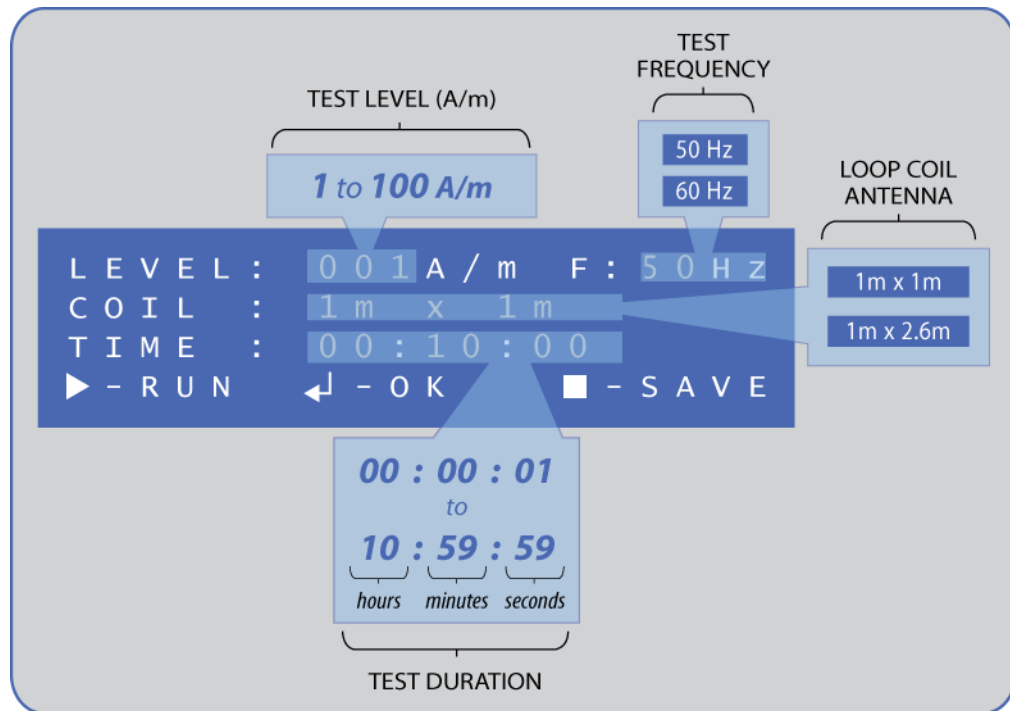 TEST
FREQUENCY
TEST LEVEL (A/m)
50 Hz
60 Hz
1 to 100 A/m
LOOP COIL
ANTENNA
LEVEL: 001A/m F:50Hz
1m x 1m
COIL : 1m x 1m
1m x 2.6m
TIME : 00:10:00
▶-RUN ↲-OK ■-SAVE
00 : 00 : 01
to
10 : 59 : 59
hours minutes seconds
TEST DURATION